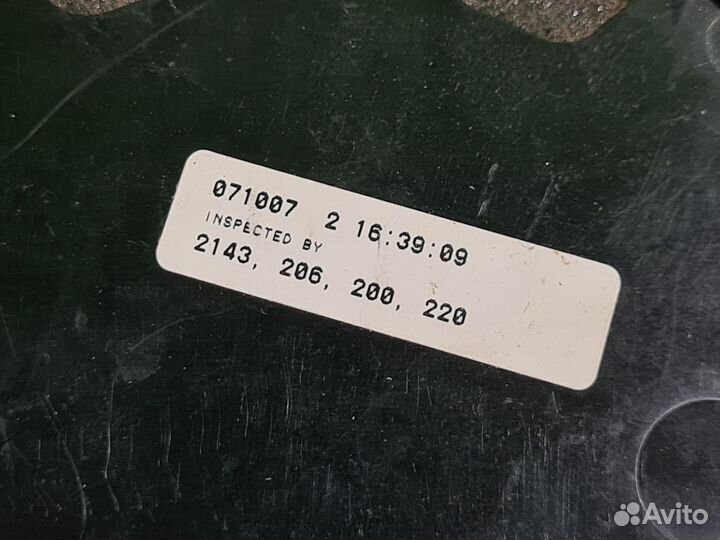 071007 2 16:39:09
INSPECTED BY
2143, 206, 200, 220
Avito